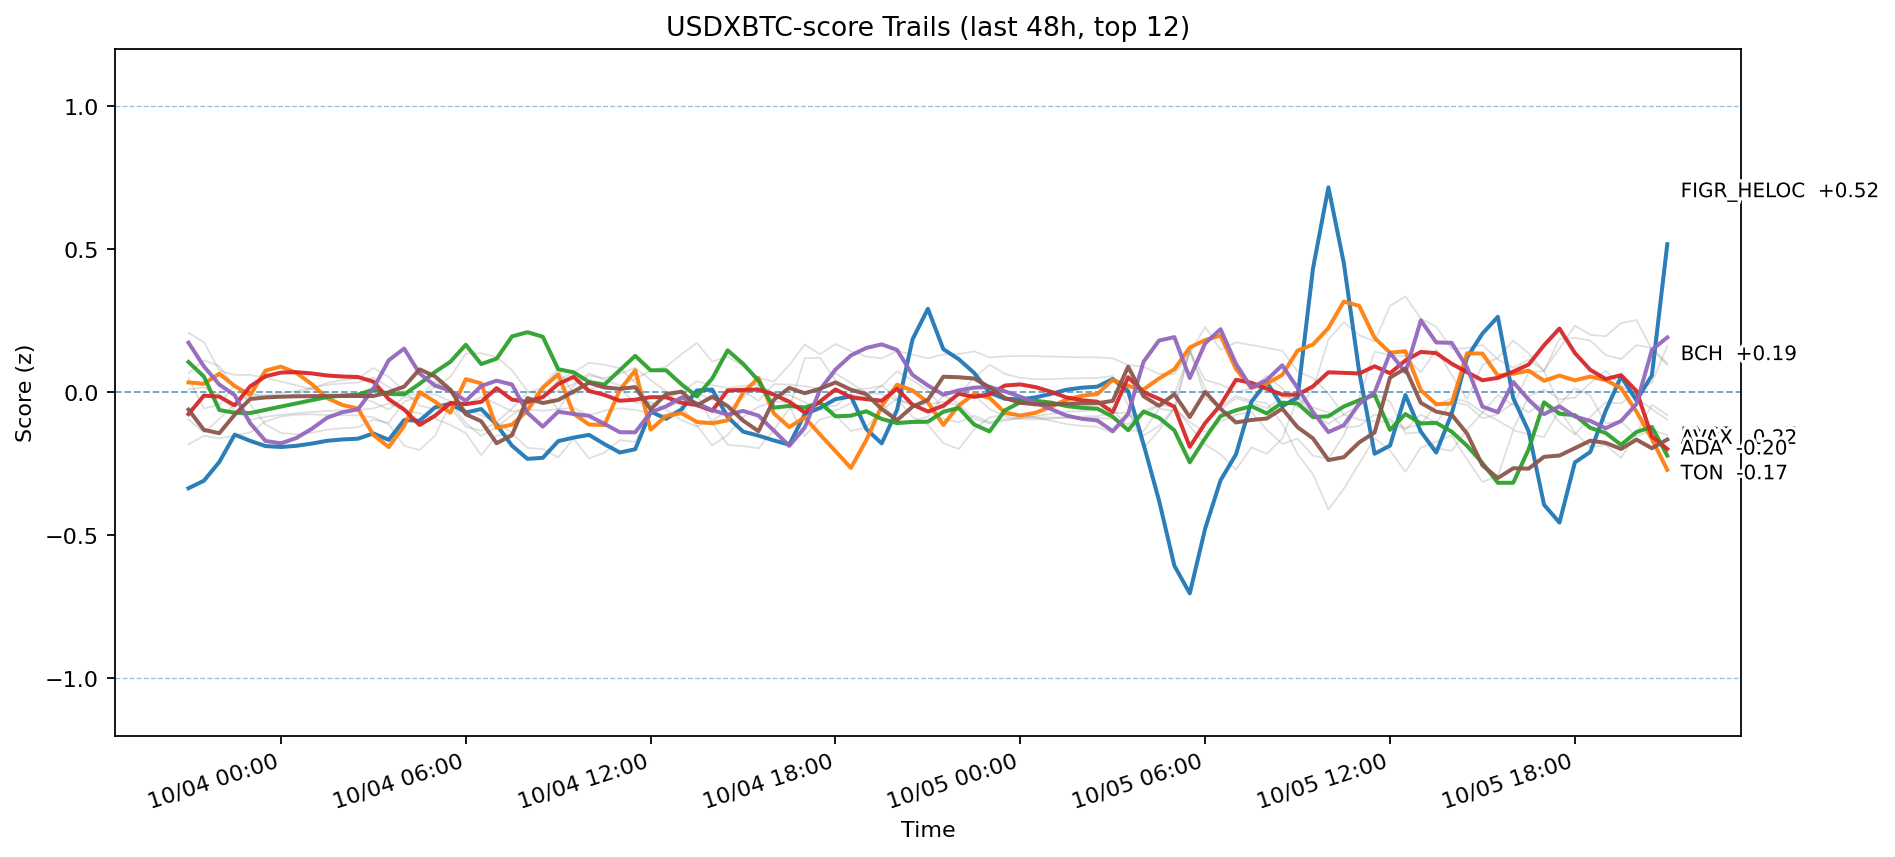 USDXBTC-score Trails (last 48h, top 12)
Score (z)
1.0
0.5
0.0
−0.5
−1.0
FIGR_HELOC +0.52
BCH +0.19
AVAX -0.22
ADA -0.20
TON -0.17
10/04 00:00
10/04 06:00
10/04 12:00
10/04 18:00
10/05 00:00
10/05 06:00
10/05 12:00
10/05 18:00
Time